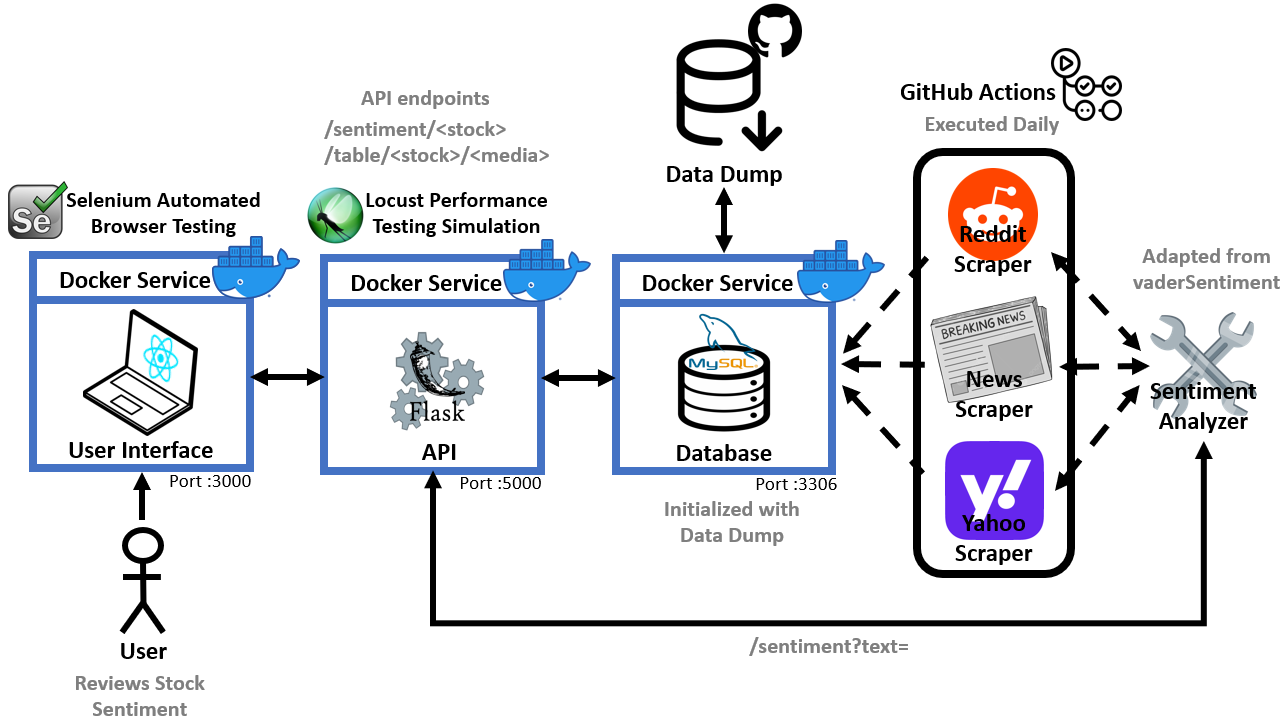 API endpoints
/sentiment/<stock>
/table/<stock>/<media>
Data Dump
GitHub Actions
Executed Daily
Se
Selenium Automated
Browser Testing
Locust Performance
Testing Simulation
Docker Service
Docker Service
Docker Service
Reddit
Scraper
BREAKING NEWS
News
Scraper
y!
Yahoo
Scraper
Adapted from
vaderSentiment
Sentiment
Analyzer
Flask
MySQL
User Interface
API
Database
Port :3000
Port :5000
Port :3306
Initialized with
Data Dump
/sentiment?text=
User
Reviews Stock
Sentiment